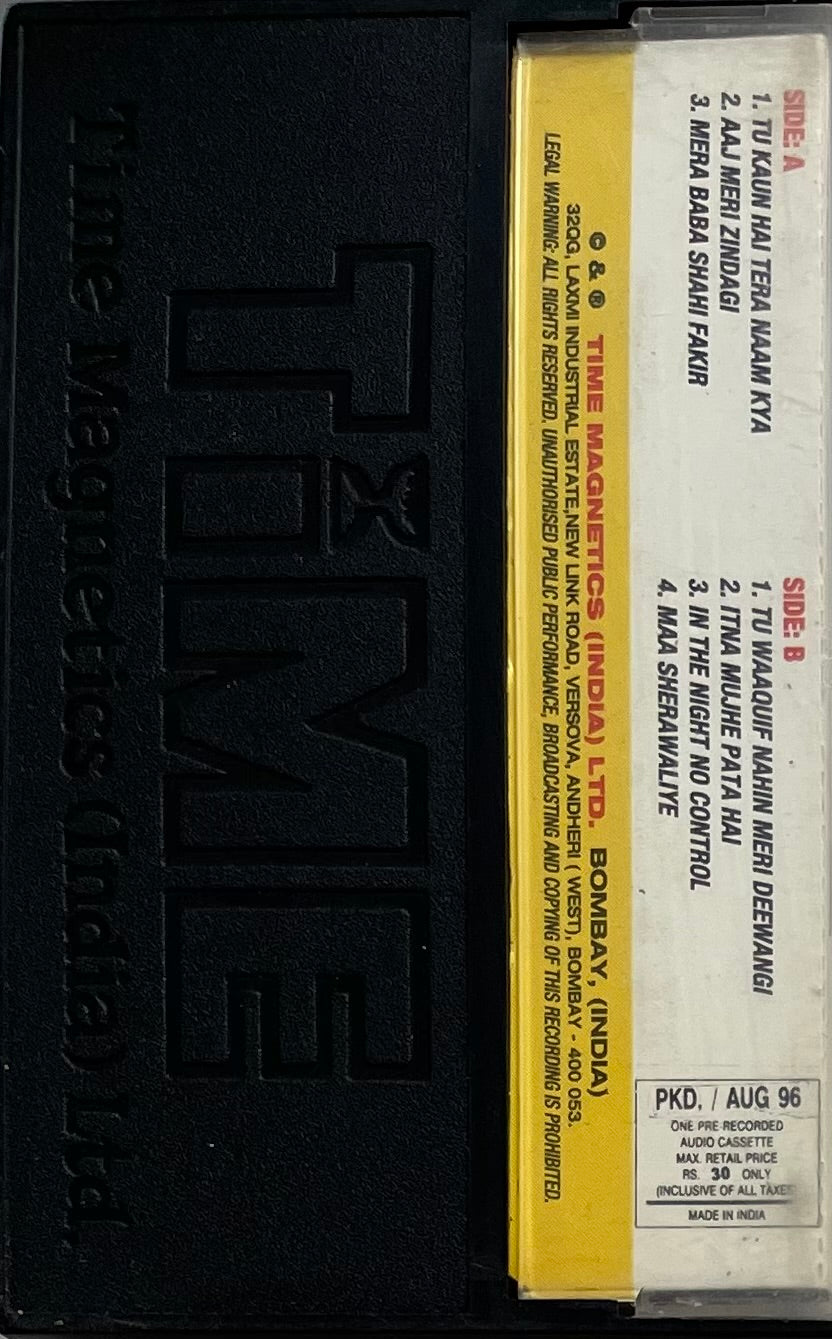 SIDE: A
1. TU KAUN HAI TERA NAAM KYA
2. AAJ MERI ZINDAGI
3. MERA BABA SHAHI FAKIR
SIDE: B
1. TU WAAQUIF NAHIN MERI DEEWANGI
2. ITNA MUJHE PATA HAI
3. IN THE NIGHT NO CONTROL
4. MAA SHERAWALIYE
PKD. / AUG 96
ONE PRE RECORDED
AUDIO CASSETTE
MAX. RETAIL PRICE
RS. 30 ONLY
(INCLUSIVE OF ALL TAXES
MADE IN INDIA
© & ® TIME MAGNETICS (INDIA) LTD. BOMBAY, (INDIA)
32QG, LAXMI INDUSTRIAL ESTATE,NEW LINK ROAD, VERSOVA, ANDHERI ( WEST), BOMBAY - 400 053.
LEGAL WARNING: ALL RIGHTS RESERVED. UNAUTHORISED PUBLIC PERFORMANCE, BROADCASTING AND COPYING OF THIS RECORDING IS PROHIBITED.
TiME
Time Magnetics (India) Ltd.